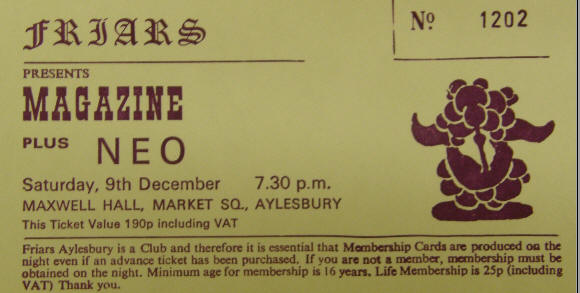 FRIARS
No 1202
PRESENTS
MAGAZINE
PLUS NEO
Saturday, 9th December 7.30 p.m.
MAXWELL HALL, MARKET SQ., AYLESBURY
This Ticket Value 190p including VAT
Friars Aylesbury is a Club and therefore it is essential that Membership Cards are produced on the
night even if an advance ticket has been purchased. If you are not a member, membership must be
obtained on the night. Minimum age for membership is 16 years. Life Membership is 25p (including
VAT) Thank you.